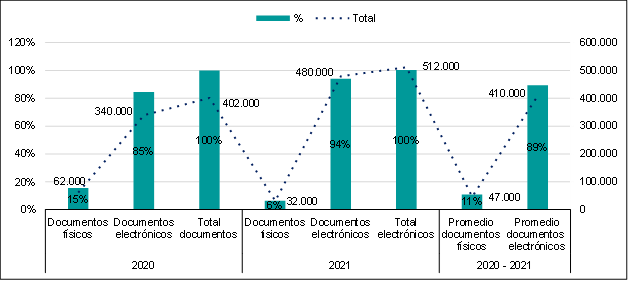 % Total
120% 600.000
100% 500.000
80% 400.000
60% 300.000
40% 200.000
20% 100.000
0% 0
62.000
340.000
402.000
480.000
512.000
32.000
410.000
47.000
15%
85%
100%
6%
94%
100%
11%
89%
Documentos físicos
Documentos electrónicos
Total documentos
Documentos físicos
Documentos electrónicos
Total electrónicos
Promedio documentos físicos
Promedio documentos electrónicos
2020
2021
2020 - 2021